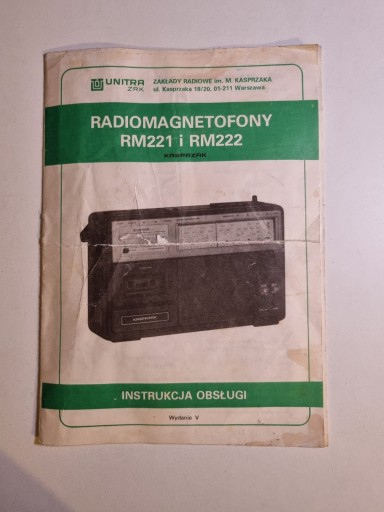 UNITRA ZAKŁADY RADIOWE im. M. KASPRZAKA
ZRK ul. Kasprzaka 18/20, 01-211 Warszawa
RADIOMAGNETOFONY
RM221 i RM222
KASPRZAK
INSTRUKCJA OBSŁUGI
Wydanie V